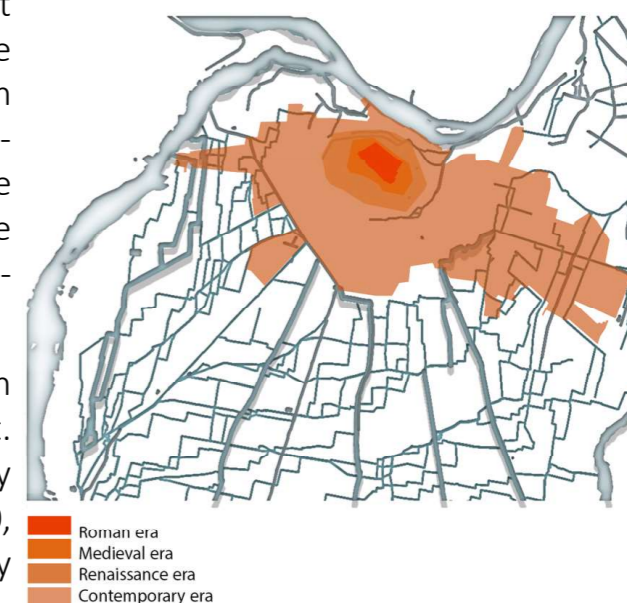 t
e
n
-
e
e
-
n
.
y
),
y
Roman era
Medieval era
Renaissance era
Contemporary era